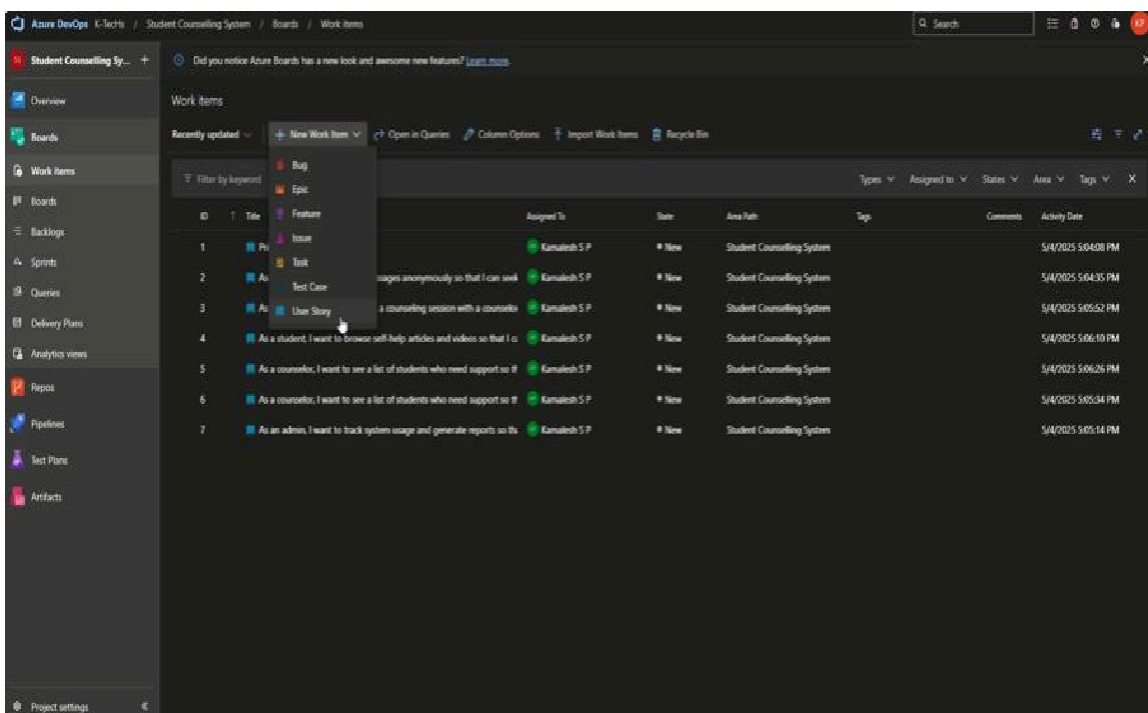 Azure DevOps K-Techs / Student Counselling System / Boards / Work items Search KP
Student Counselling Sy... +
Did you notice Azure Boards has a new look and awesome new features? Learn more.
Overview
Boards
Work items
Boards
Backlogs
Sprints
Queries
Delivery Plans
Analytics views
Repos
Pipelines
Test Plans
Artifacts
Project settings
Work items
Recently updated New Work Item Open in Queries Column Options Import Work Items Recycle Bin
Bug
Epic
Feature
Issue
Task
Test Case
User Story
Filter by keyword Types Assigned to States Area Tags
ID Title Assigned To State Area Path Tags Comments Activity Date
1 Kamalesh S P New Student Counselling System 5/4/2025 5:04:08 PM
2 As anonymously so that I can seek Kamalesh S P New Student Counselling System 5/4/2025 5:04:35 PM
3 As a counseling session with a counselo Kamalesh S P New Student Counselling System 5/4/2025 5:05:52 PM
4 As a student, I want to browse self-help articles and videos so that I c Kamalesh S P New Student Counselling System 5/4/2025 5:06:10 PM
5 As a counselor, I want to see a list of students who need support so th Kamalesh S P New Student Counselling System 5/4/2025 5:06:26 PM
6 As a counselor, I want to see a list of students who need support so th Kamalesh S P New Student Counselling System 5/4/2025 5:05:34 PM
7 As an admin, I want to track system usage and generate reports so tha Kamalesh S P New Student Counselling System 5/4/2025 5:05:14 PM